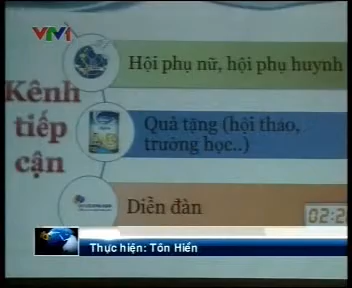 VTV1
Hội phụ nữ, hội phụ huynh
Kênh
tiếp
cận
Quà tặng (hội thao,
trường học..)
Diễn đàn
02:2
Thực hiện: Tôn Hiển